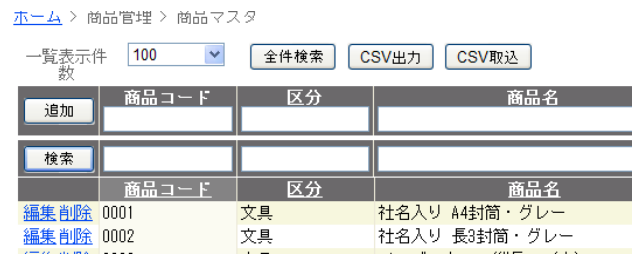 ホーム > 商品管理 > 商品マスタ
一覧表示件数 100 全件検索 CSV出力 CSV取込
追加 商品コード 区分 商品名
検索
商品コード 区分 商品名
編集 削除 0001 文具 社名入り A4封筒・グレー
編集 削除 0002 文具 社名入り 長3封筒・グレー